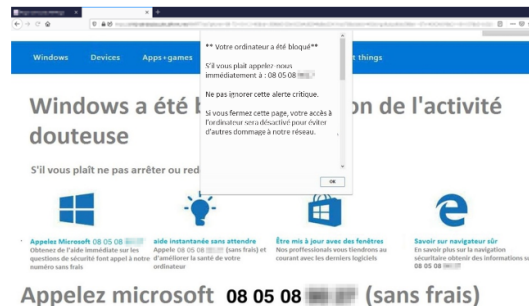 Windows Devices Apps+games t things
** Votre ordinateur a été bloqué**
S'il vous plaît appelez-nous
immédiatement à : 08 05 08
Ne pas ignorer cette alerte critique.
Si vous fermez cette page, votre accès à
l'ordinateur sera désactivé pour éviter
d'autres dommage à notre réseau.
OK
Windows a été b on de l'activité
douteuse
S'il vous plaît ne pas arrêter ou red
Appelez Microsoft 08 05 08
Obtenez de l'aide immediate sur les
questions de sécurité font appel à notre
numéro sans frais
aide instantanée sans attendre
Appele 08 05 08 (sans frais) et
d'améliorer la santé de votre
ordinateur
Être mis à jour avec des fenêtres
Nos proffessionals vous tiendrons au
courant avec les derniers logiciels
Savoir sur navigateur sûr
En savoir plus sur la navigation
sécuritaire obtenir des informations su
08 05 08
Appelez microsoft 08 05 08 (sans frais)